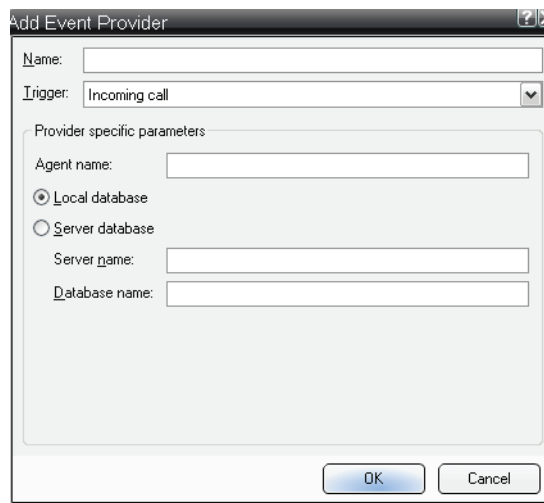 Add Event Provider
Name:
Trigger: Incoming call
Provider specific parameters
Agent name:
Local database
Server database
Server name:
Database name:
OK Cancel